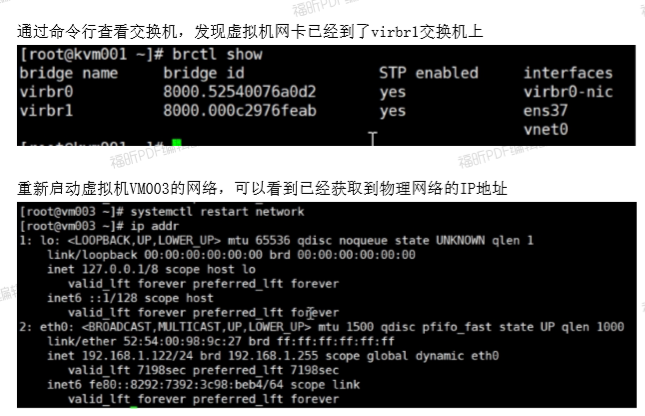 通过命令行查看交换机，发现虚拟机网卡已经到了virbr1交换机上
[root@kvm001 ~]# brctl show
bridge name bridge id STP enabled interfaces
virbr0 8000.52540076a0d2 yes virbr0-nic
virbr1 8000.000c2976feab yes ens37
vnet0
[root@kvm001 ~]#
重新启动虚拟机VM003的网络，可以看到已经获取到物理网络的IP地址
[root@vm003 ~]# systemctl restart network
[root@vm003 ~]# ip addr
1: lo: <LOOPBACK,UP,LOWER_UP> mtu 65536 qdisc noqueue state UNKNOWN qlen 1
link/loopback 00:00:00:00:00:00 brd 00:00:00:00:00:00
inet 127.0.0.1/8 scope host lo
valid_lft forever preferred_lft forever
inet6 ::1/128 scope host
valid_lft forever preferred_lft forever
2: eth0: <BROADCAST,MULTICAST,UP,LOWER_UP> mtu 1500 qdisc pfifo_fast state UP qlen 1000
link/ether 52:54:00:98:9c:27 brd ff:ff:ff:ff:ff:ff
inet 192.168.1.122/24 brd 192.168.1.255 scope global dynamic eth0
valid_lft 7198sec preferred_lft 7198sec
inet6 fe80::8292:7392:3c98:beb4/64 scope link
valid_lft forever preferred_lft forever